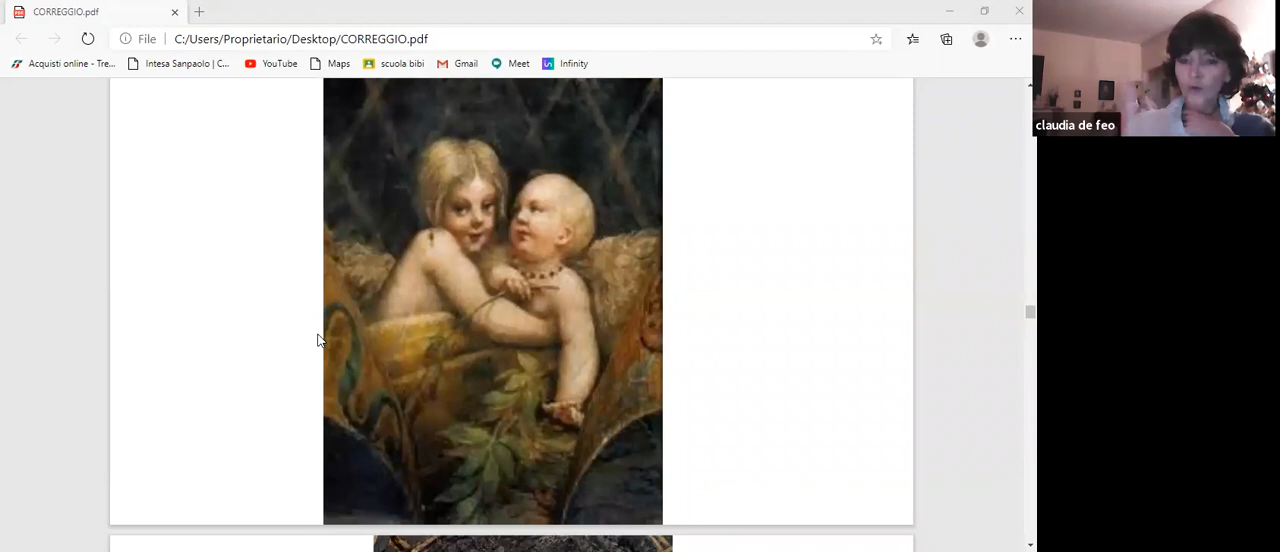 CORREGGIO.pdf
File
C:/Users/Proprietario/Desktop/CORREGGIO.pdf
Acquisti online - Tre...
Intesa Sanpaolo | C...
YouTube
Maps
scuola bibi
Gmail
Meet
Infinity
claudia de feo